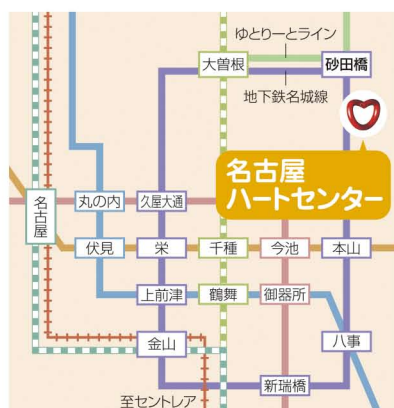 ゆとりーとライン
大曽根
砂田橋
地下鉄名城線
名古屋
ハートセンター
名古屋
丸の内
久屋大通
伏見
栄
千種
今池
本山
上前津
鶴舞
御器所
金山
八事
新瑞橋
至セントレア